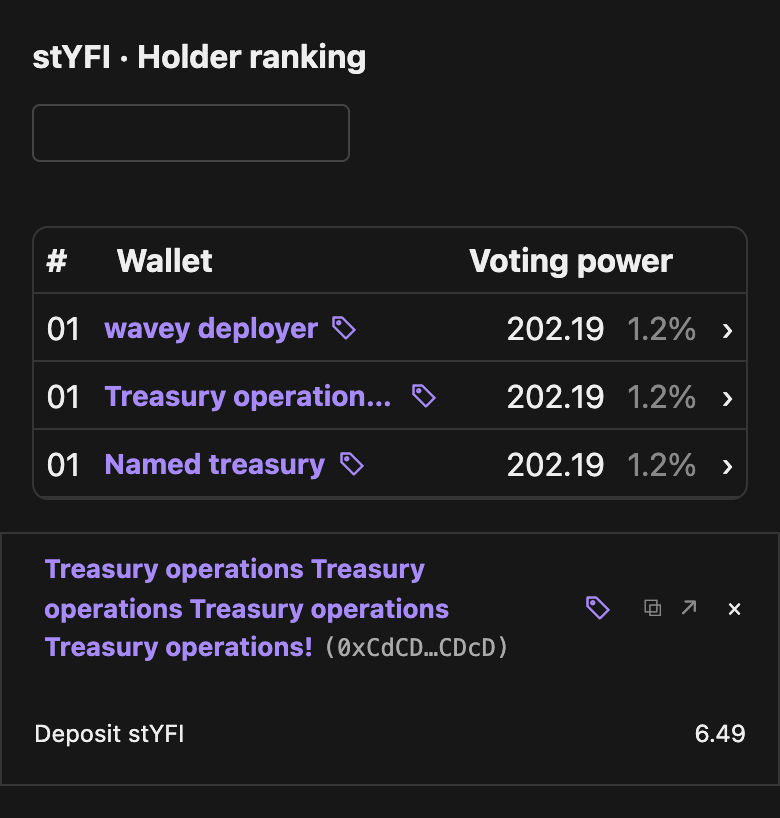 stYFI · Holder ranking
# Wallet Voting power
01 wavey deployer 202.19 1.2% ›
01 Treasury operation... 202.19 1.2% ›
01 Named treasury 202.19 1.2% ›
Treasury operations Treasury
operations Treasury operations
Treasury operations! (0xCdCD…CDcD)
Deposit stYFI 6.49